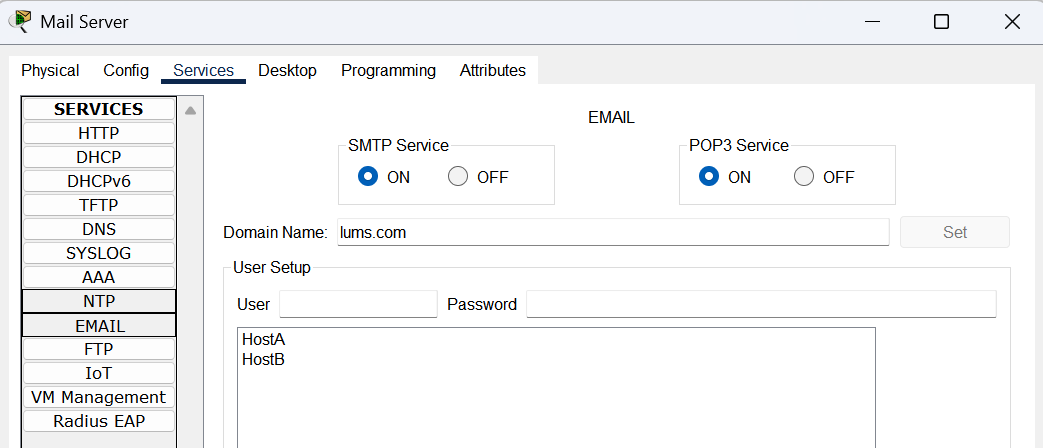 Mail Server
Physical Config Services Desktop Programming Attributes
SERVICES
HTTP
DHCP
DHCPv6
TFTP
DNS
SYSLOG
AAA
NTP
EMAIL
FTP
IoT
VM Management
Radius EAP
EMAIL
SMTP Service
ON OFF
POP3 Service
ON OFF
Domain Name: lums.com Set
User Setup
User Password
HostA
HostB